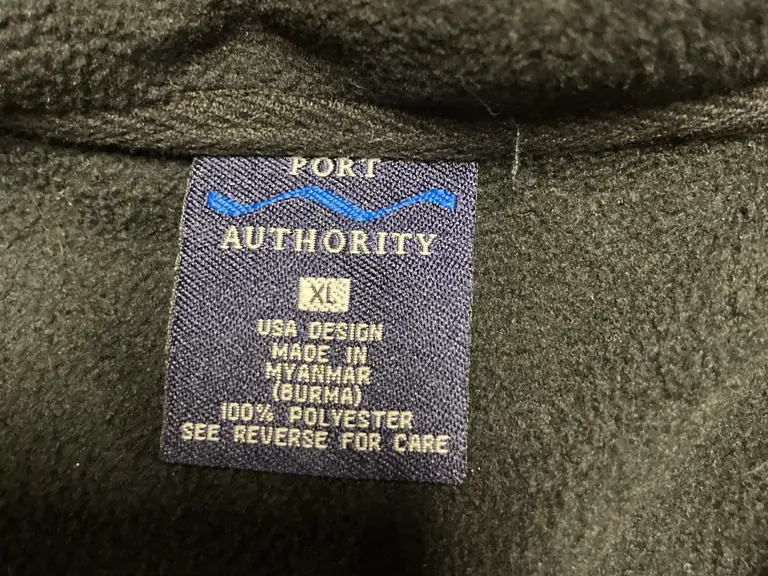 PORT
AUTHORITY
XL
USA DESIGN
MADE IN
MYANMAR
(BURMA)
100% POLYESTER
SEE REVERSE FOR CARE